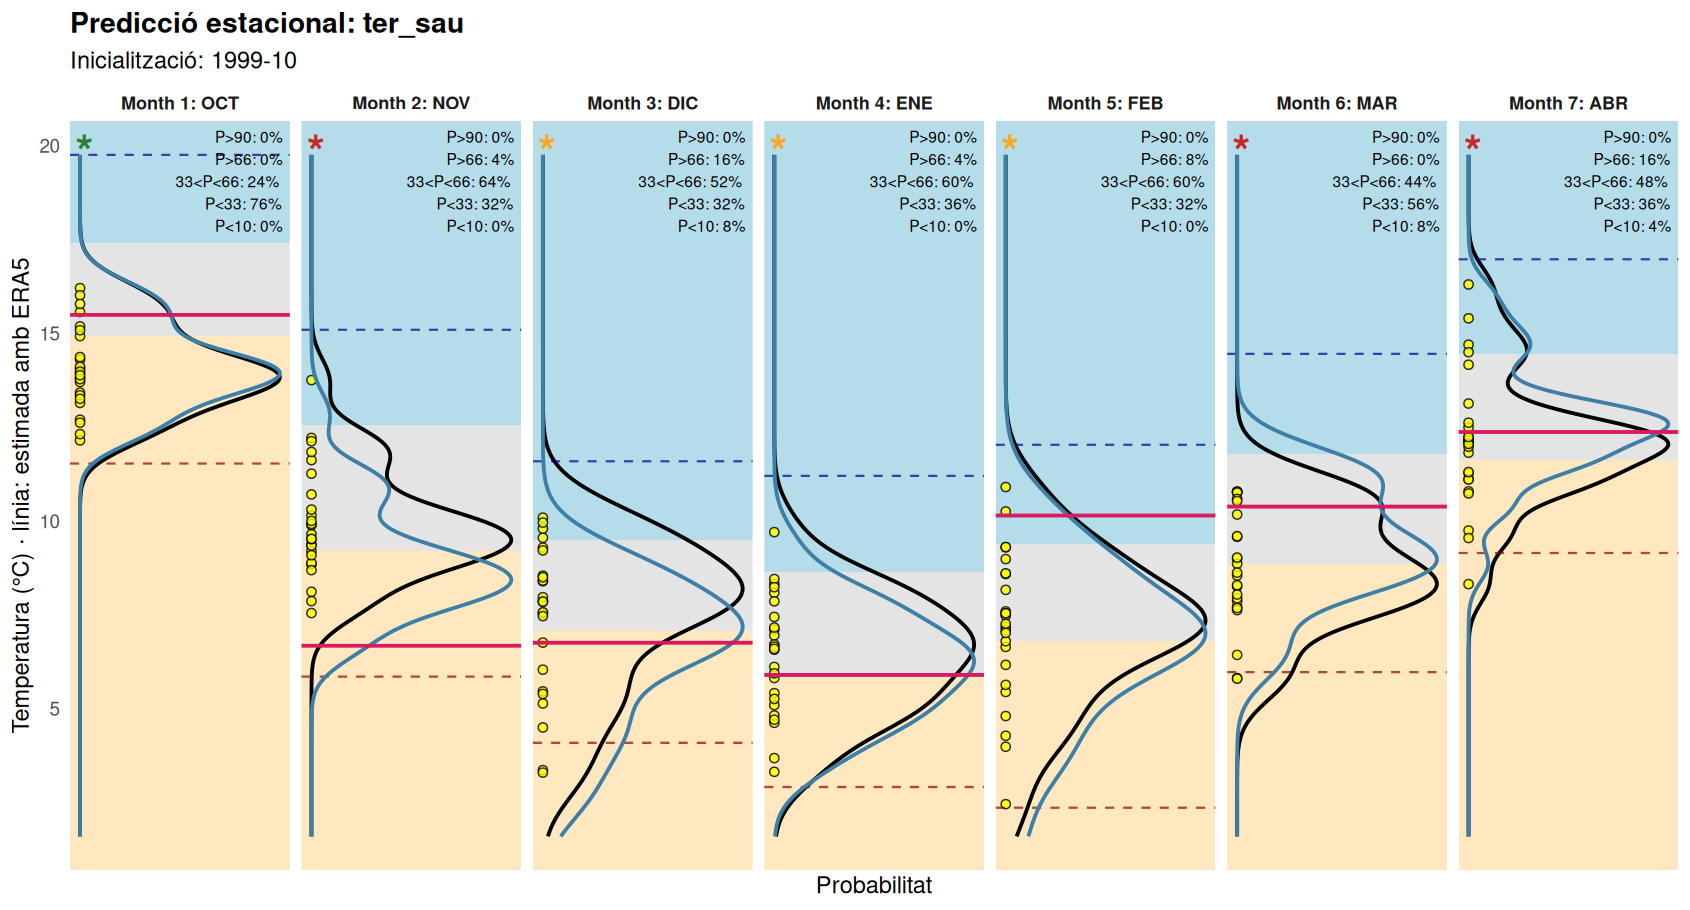 Predicció estacional: ter_sau
Inicialització: 1999-10
Month 1: OCT
Month 2: NOV
Month 3: DIC
Month 4: ENE
Month 5: FEB
Month 6: MAR
Month 7: ABR
P>90: 0%
P>66: 0%
33<P<66: 24%
P<33: 76%
P<10: 0%
P>90: 0%
P>66: 4%
33<P<66: 64%
P<33: 32%
P<10: 0%
P>90: 0%
P>66: 16%
33<P<66: 52%
P<33: 32%
P<10: 8%
P>90: 0%
P>66: 4%
33<P<66: 60%
P<33: 36%
P<10: 0%
P>90: 0%
P>66: 8%
33<P<66: 60%
P<33: 32%
P<10: 0%
P>90: 0%
P>66: 0%
33<P<66: 44%
P<33: 56%
P<10: 8%
P>90: 0%
P>66: 16%
33<P<66: 48%
P<33: 36%
P<10: 4%
20
15
10
5
Temperatura (°C) · línia: estimada amb ERA5
Probabilitat